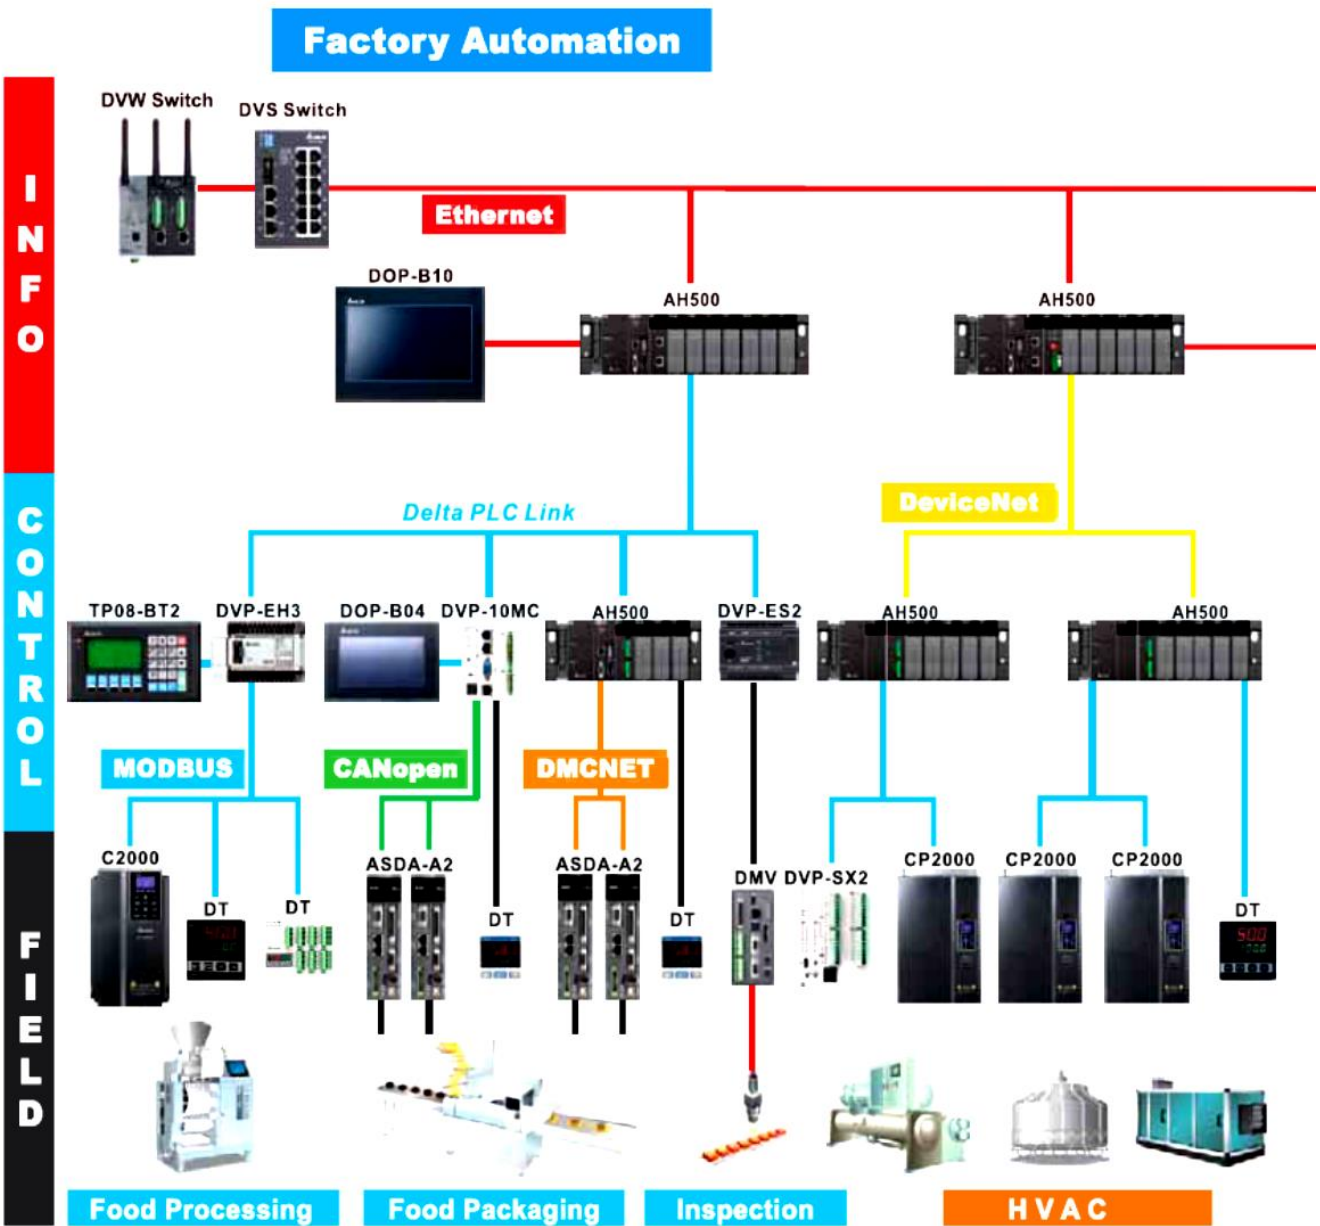 Factory Automation
INFO
DVW Switch
DVS Switch
Ethernet
DOP-B10
AH500
AH500
CONTROL
Delta PLC Link
DeviceNet
TP08-BT2
DVP-EH3
DOP-B04
DVP-10MC
AH500
DVP-ES2
AH500
AH500
MODBUS
CANopen
DMCNET
FIELD
C2000
DT
DT
ASDA-A2
DT
ASDA-A2
DT
DMV
DVP-SX2
CP2000
CP2000
CP2000
DT
Food Processing
Food Packaging
Inspection
HVAC